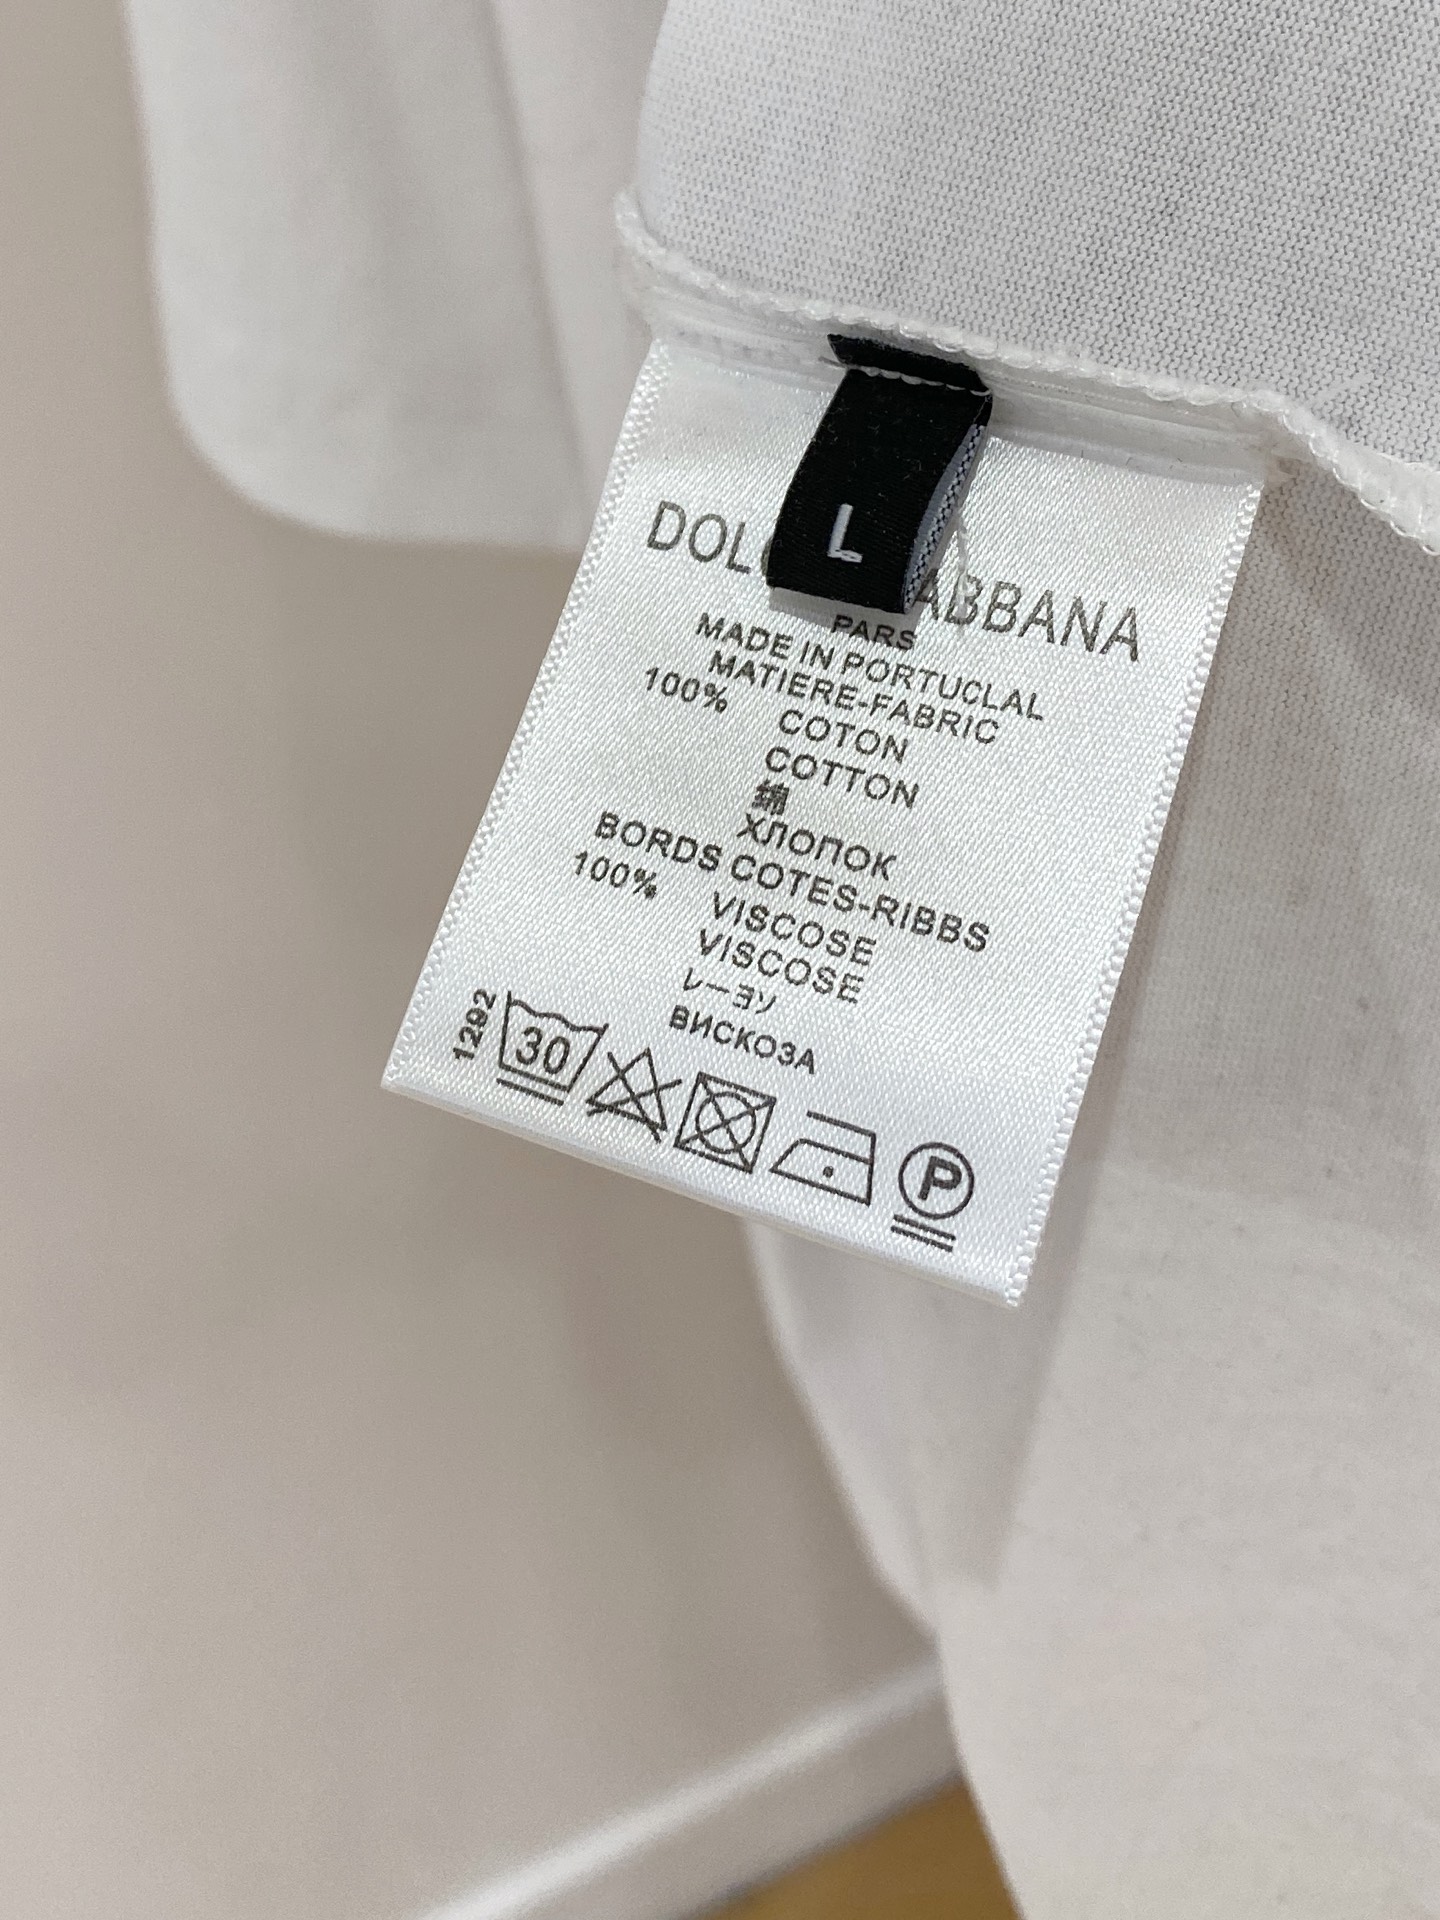 L
DOL ABBANA
PARS
MADE IN PORTUCLAL
MATIERE-FABRIC
100% COTON
COTTON
綿
ХЛОПОК
BORDS COTES-RIBBS
100% VISCOSE
VISCOSE
レーヨソ
ВИСКОЗА
1292
30
P